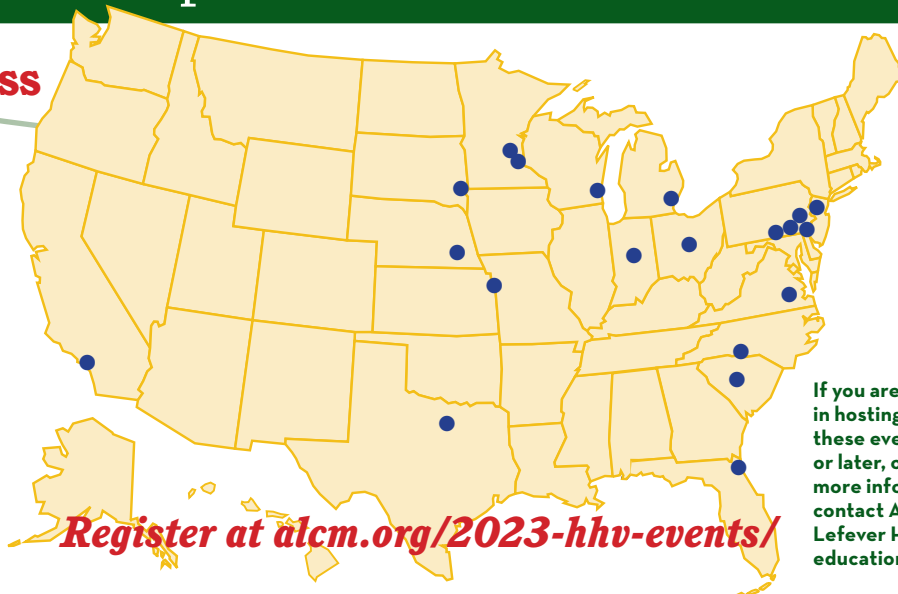 ss
If you are
in hosting
these eve
or later, o
more info
contact A
Lefever H
education
Register at alcm.org/2023-hhv-events/